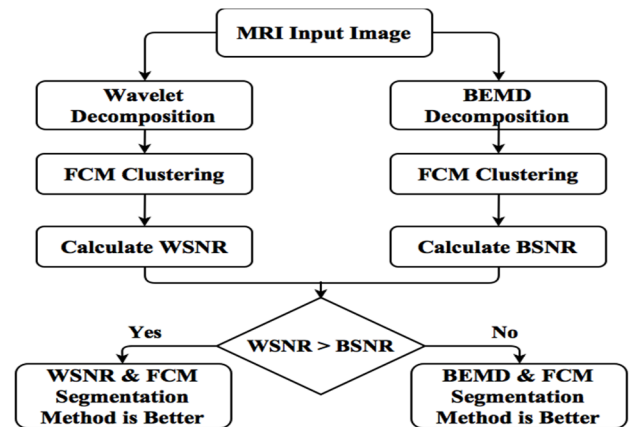 MRI Input Image
Wavelet
Decomposition
BEMD
Decomposition
FCM Clustering
FCM Clustering
Calculate WSNR
Calculate BSNR
WSNR > BSNR
Yes
No
WSNR & FCM
Segmentation
Method is Better
BEMD & FCM
Segmentation
Method is Better